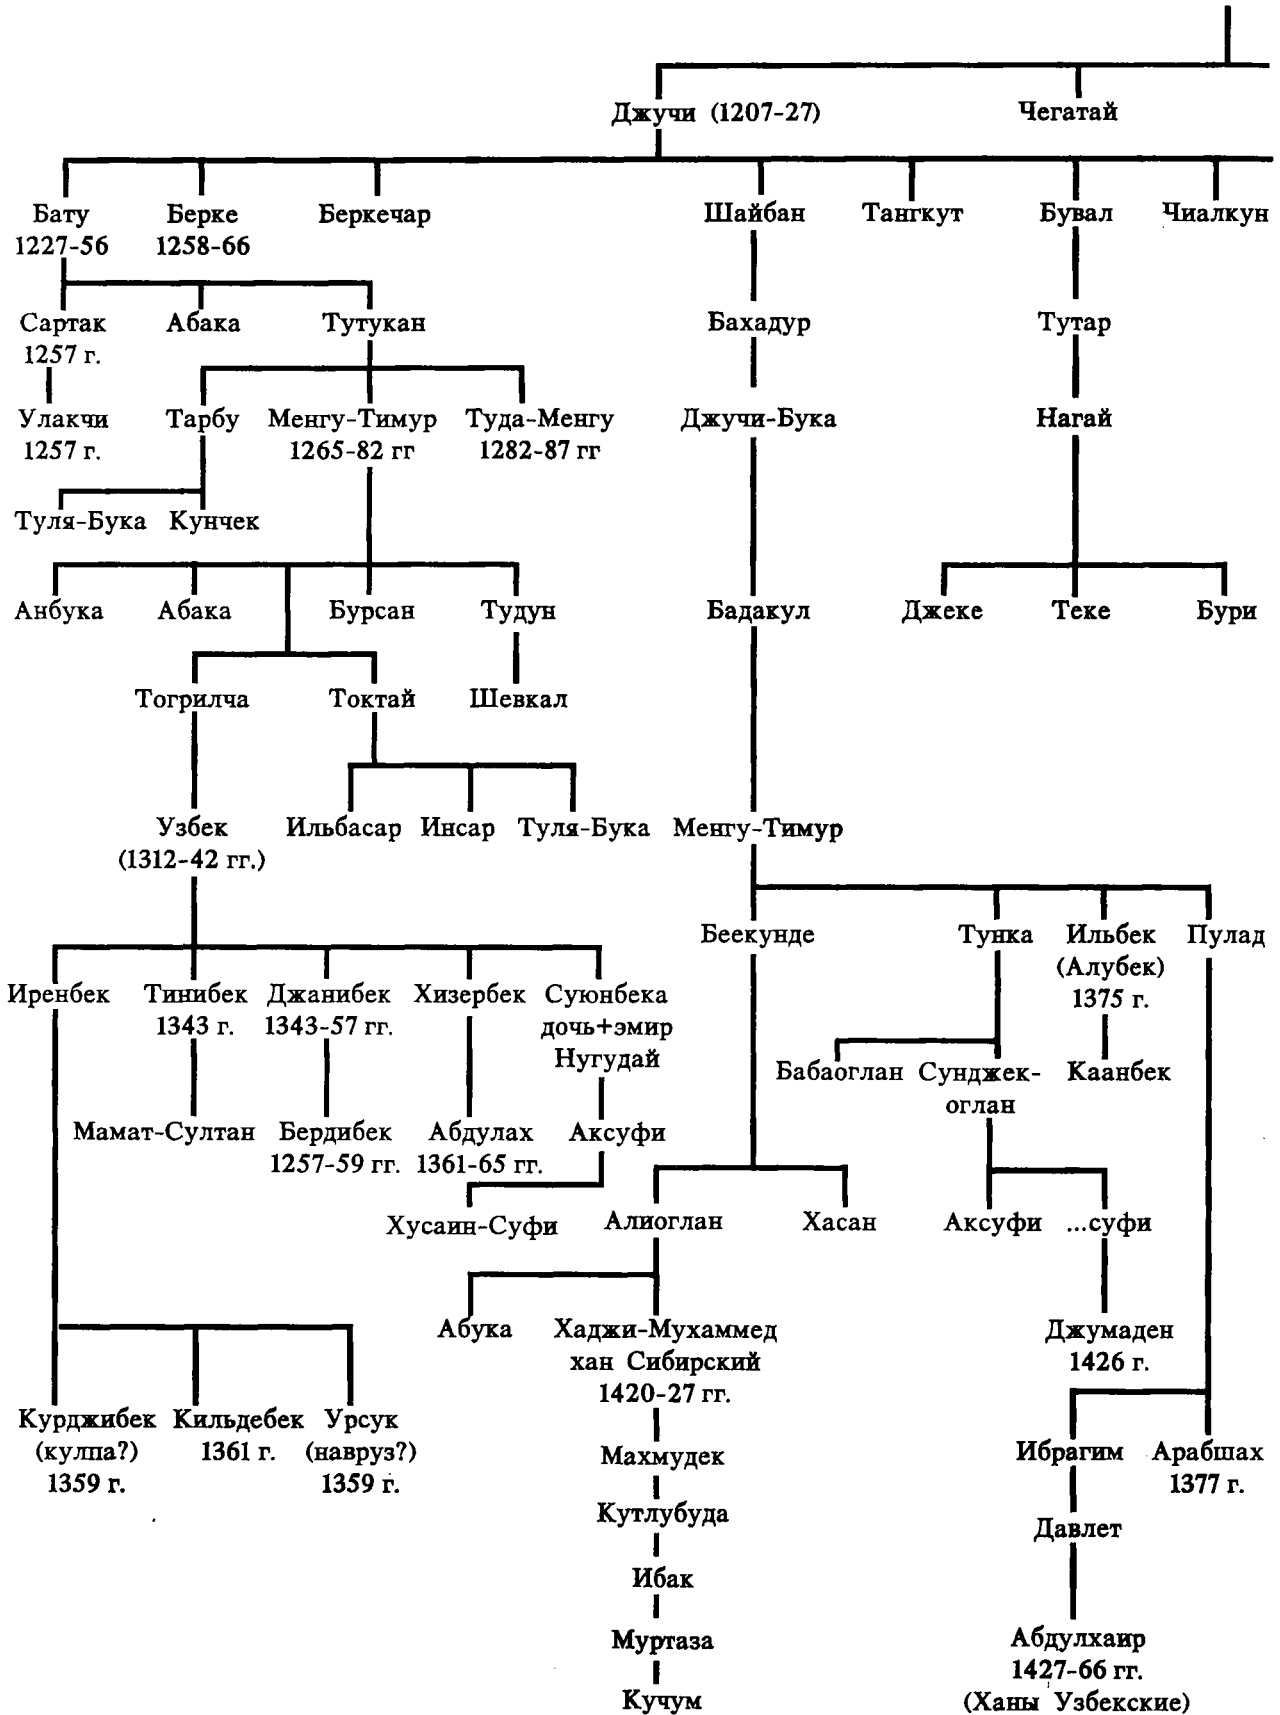 Джучи (1207-27) Чегатай
Бату Берке Беркечар Шайбан Тангкут Бувал Чиалкун
1227-56 1258-66
Сартак Абака Тутукан Бахадур Тутар
1257 г.
Улакчи Тарбу Менгу-Тимур Туда-Менгу Джучи-Бука Нагай
1257 г. 1265-82 гг 1282-87 гг
Туля-Бука Кунчек
Анбука Абака Бурсан Тудун Бадакул Джеке Теке Бури
Тогрилча Токтай Шевкал
Узбек Ильбасар Инсар Туля-Бука Менгу-Тимур
(1312-42 гг.)
Беекунде Тунка Ильбек Пулад
(Алубек)
Иренбек Тинибек Джанибек Хизербек Суюнбека 1375 г.
1343 г. 1343-57 гг. дочь+эмир
Нугудай
Бабаоглан Сунджек- Каанбек
оглан
Мамат-Султан Бердибек Абдулах Аксуфи
1257-59 гг. 1361-65 гг.
Хусаин-Суфи Алиоглан Хасан Аксуфи ...суфи
Абука Хаджи-Мухаммед Джумаден
хан Сибирский 1426 г.
1420-27 гг.
Курджибек Кильдебек Урсук
(кулпа?) 1361 г. (навруз?) Ибрагим Арабшах
1359 г. 1359 г. Махмудек 1377 г.
Кутлубуда Давлет
Ибак
Муртаза Абдулхаир
1427-66 гг.
Кучум (Ханы Узбекские)